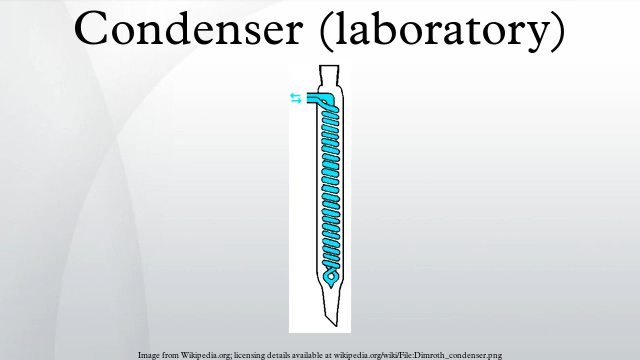 Condenser (laboratory)
Image from Wikipedia.org; licensing details available at wikipedia.org/wiki/File:Dimroth_condenser.png